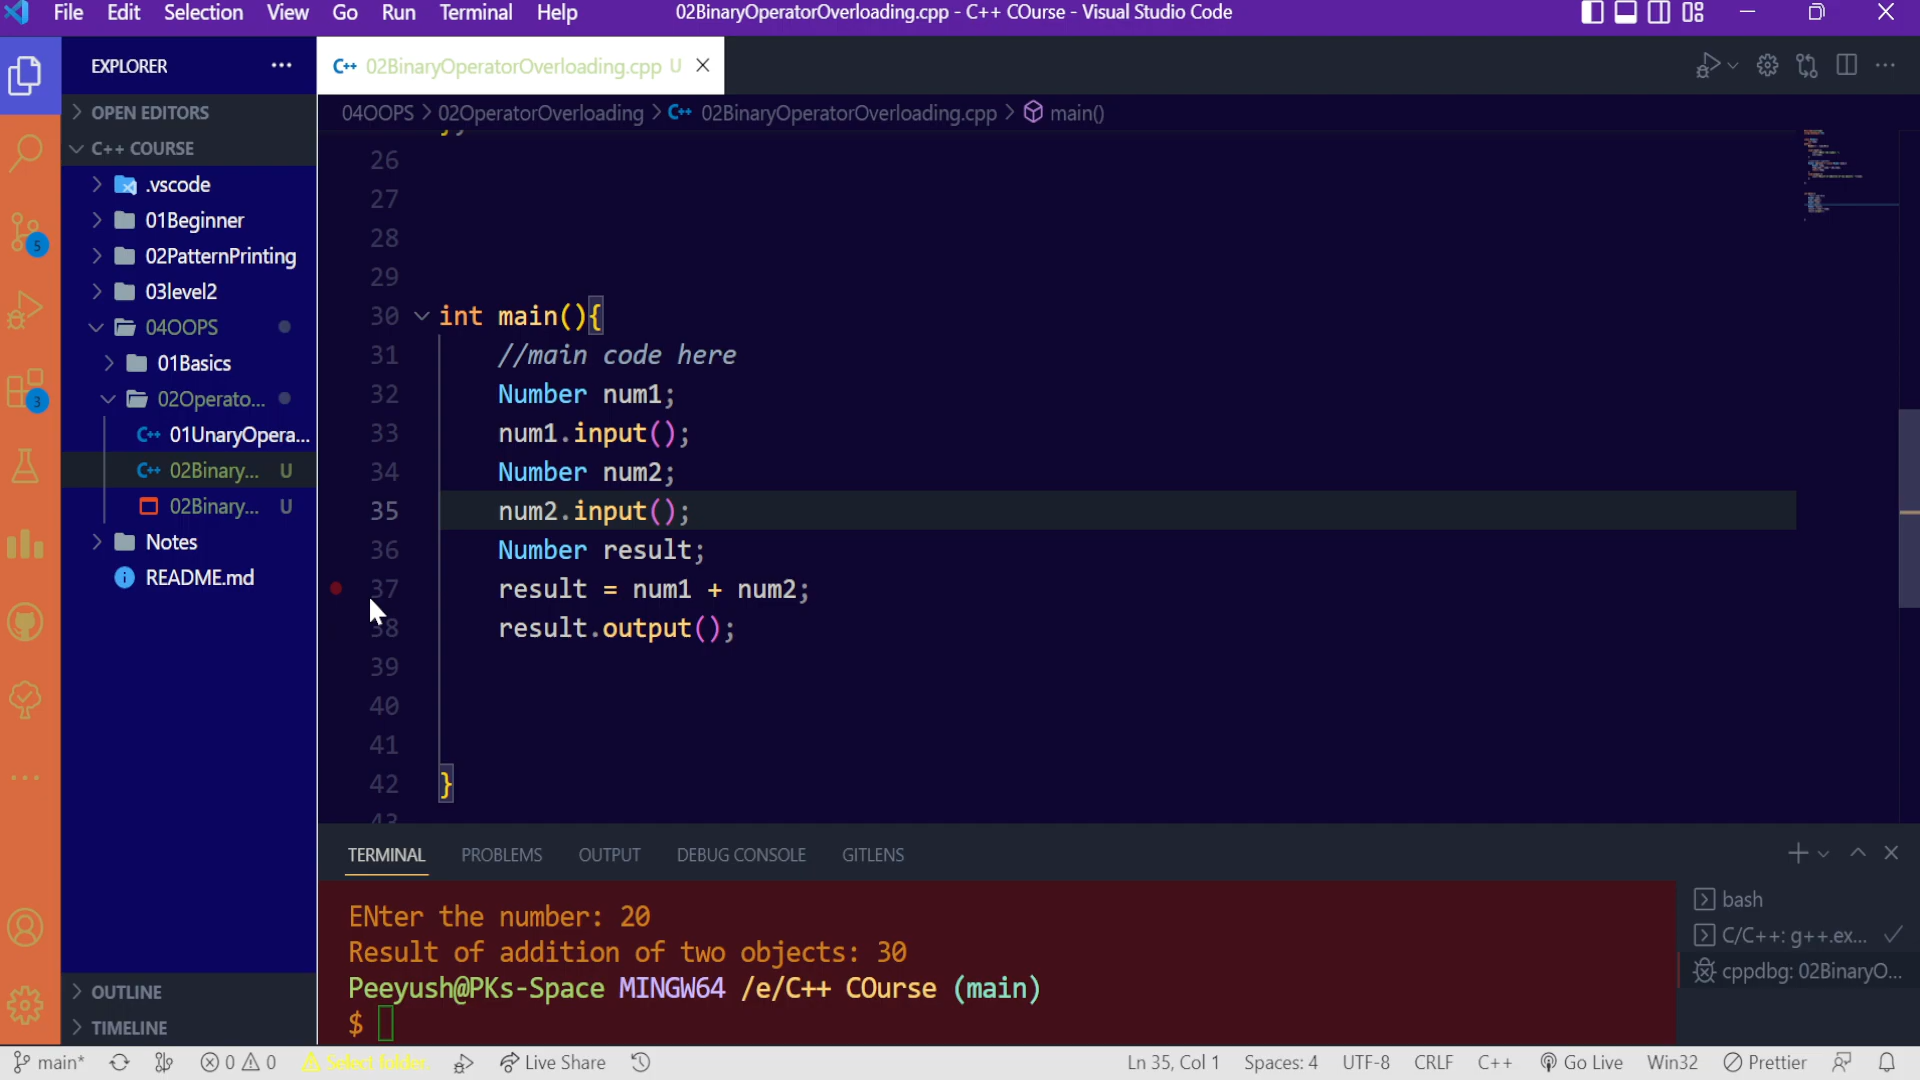 File Edit Selection View Go Run Terminal Help
02BinaryOperatorOverloading.cpp - C++ COurse - Visual Studio Code
EXPLORER ···
OPEN EDITORS
C++ COURSE
.vscode
01Beginner
02PatternPrinting
03level2
04OOPS
01Basics
02Operato...
01UnaryOpera...
02Binary... U
02Binary... U
Notes
README.md
OUTLINE
TIMELINE
5
3
C++ 02BinaryOperatorOverloading.cpp U
04OOPS > 02OperatorOverloading > C++ 02BinaryOperatorOverloading.cpp > main()
26
27
28
29
30 int main(){
31 //main code here
32 Number num1;
33 num1.input();
34 Number num2;
35 num2.input();
36 Number result;
37 result = num1 + num2;
38 result.output();
39
40
41
42 }
43
TERMINAL PROBLEMS OUTPUT DEBUG CONSOLE GITLENS
ENter the number: 20
Result of addition of two objects: 30
Peeyush@PKs-Space MINGW64 /e/C++ COurse (main)
$
bash
C/C++: g++.ex...
cppdbg: 02BinaryO...
main* 0 0 Select folder. Live Share Ln 35, Col 1 Spaces: 4 UTF-8 CRLF C++ Go Live Win32 Prettier